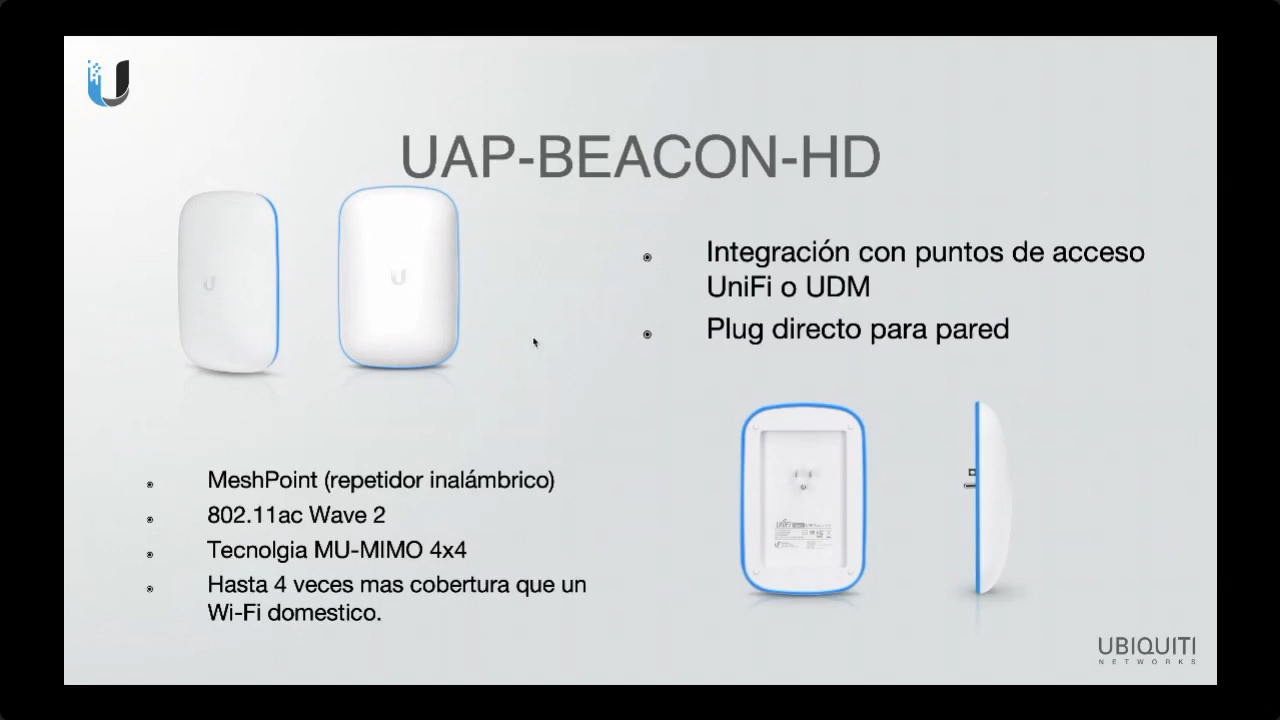 UAP-BEACON-HD
Integración con puntos de acceso
UniFi o UDM
Plug directo para pared
MeshPoint (repetidor inalámbrico)
802.11ac Wave 2
Tecnolgia MU-MIMO 4x4
Hasta 4 veces mas cobertura que un
Wi-Fi domestico.
UniFi
UBIQUITI
NETWORKS